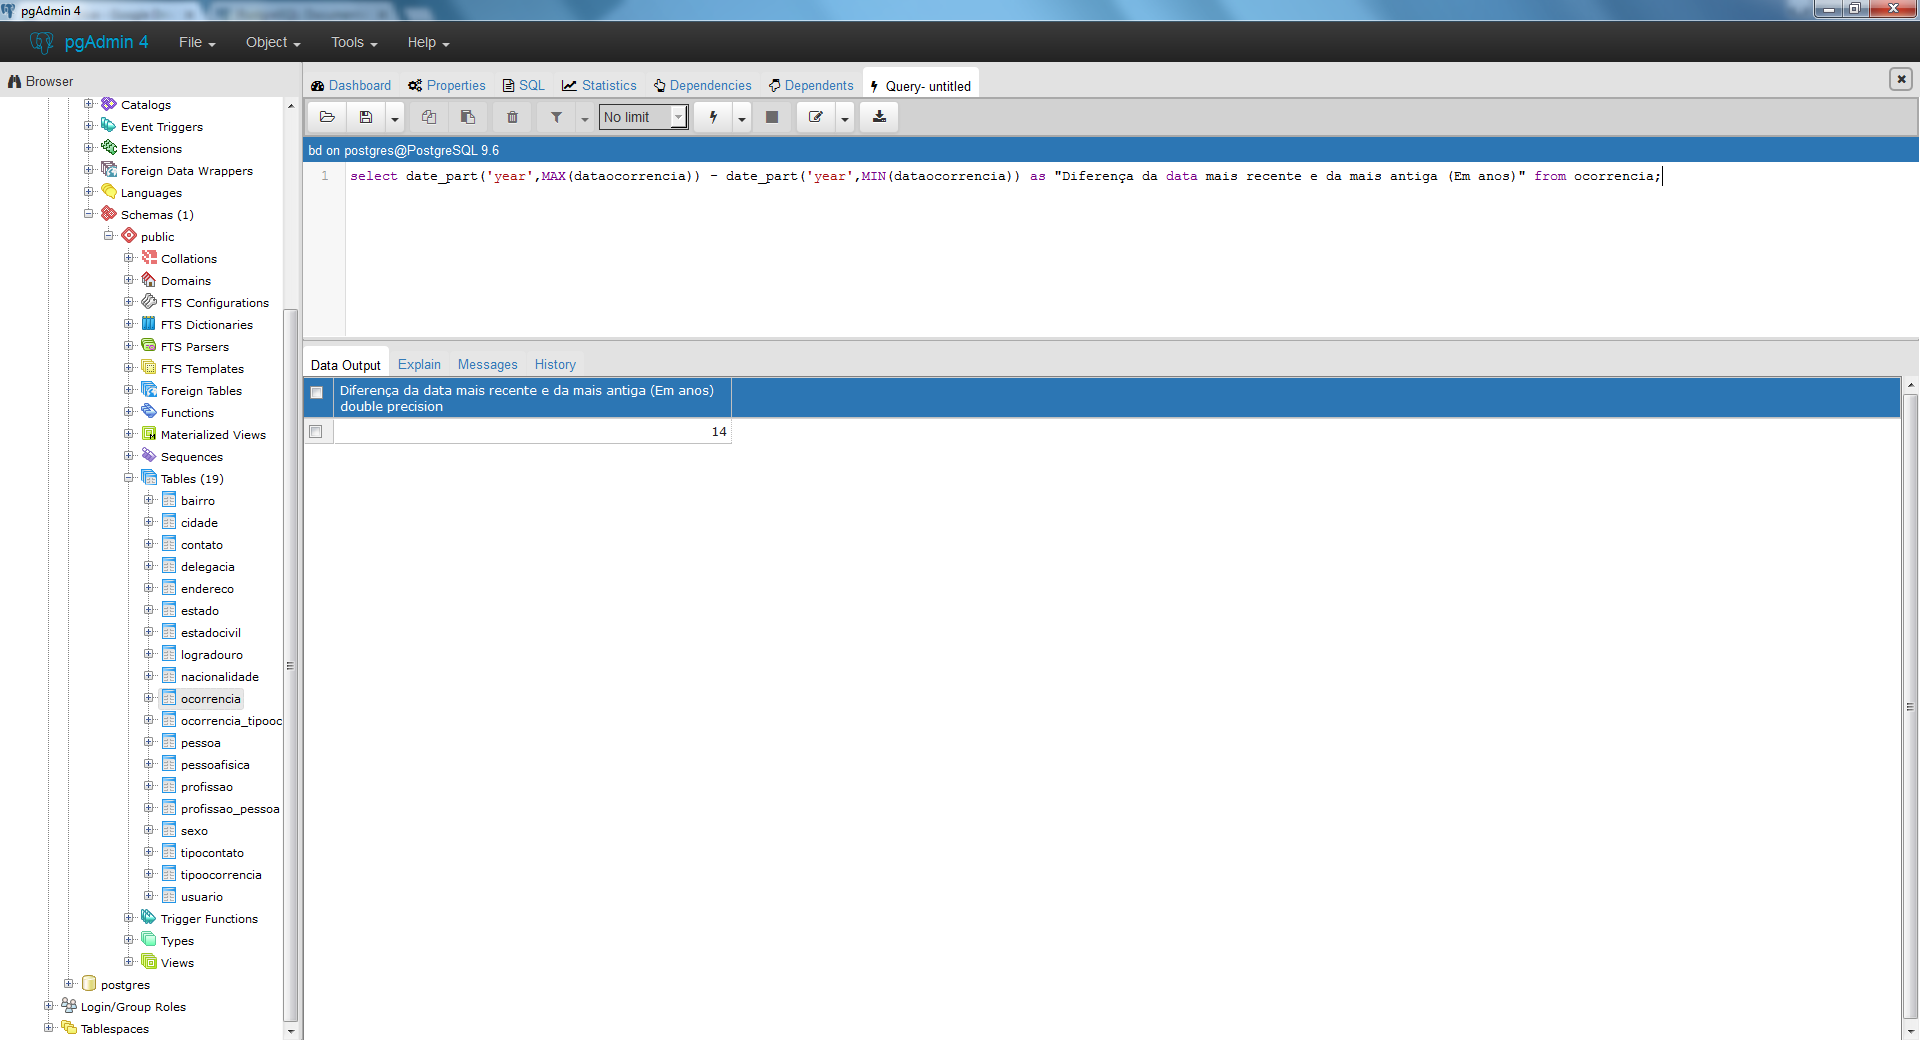 pgAdmin 4
pgAdmin 4 File Object Tools Help
Browser
Dashboard Properties SQL Statistics Dependencies Dependents Query- untitled
No limit
bd on postgres@PostgreSQL 9.6
1 select date_part('year',MAX(dataocorrencia)) - date_part('year',MIN(dataocorrencia)) as "Diferença da data mais recente e da mais antiga (Em anos)" from ocorrencia;
Data Output Explain Messages History
Diferença da data mais recente e da mais antiga (Em anos)
double precision
14
Catalogs
Event Triggers
Extensions
Foreign Data Wrappers
Languages
Schemas (1)
public
Collations
Domains
FTS Configurations
FTS Dictionaries
FTS Parsers
FTS Templates
Foreign Tables
Functions
Materialized Views
Sequences
Tables (19)
bairro
cidade
contato
delegacia
endereco
estado
estadocivil
logradouro
nacionalidade
ocorrencia
ocorrencia_tipooc
pessoa
pessoafisica
profissao
profissao_pessoa
sexo
tipocontato
tipoocorrencia
usuario
Trigger Functions
Types
Views
postgres
Login/Group Roles
Tablespaces